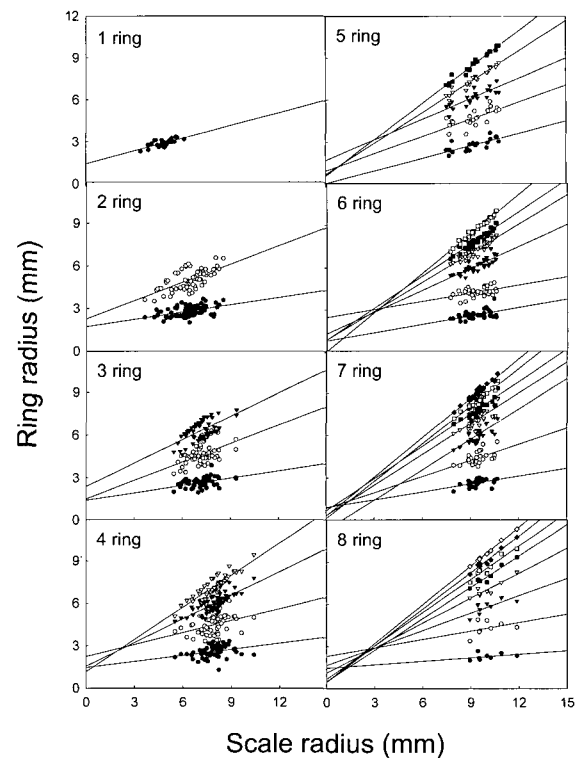 12
1 ring
5 ring
9
6
3
0
2 ring
6 ring
9
6
3
0
3 ring
7 ring
9
6
3
0
4 ring
8 ring
9
6
3
0
0 3 6 9 12 0 3 6 9 12 15
Ring radius (mm)
Scale radius (mm)